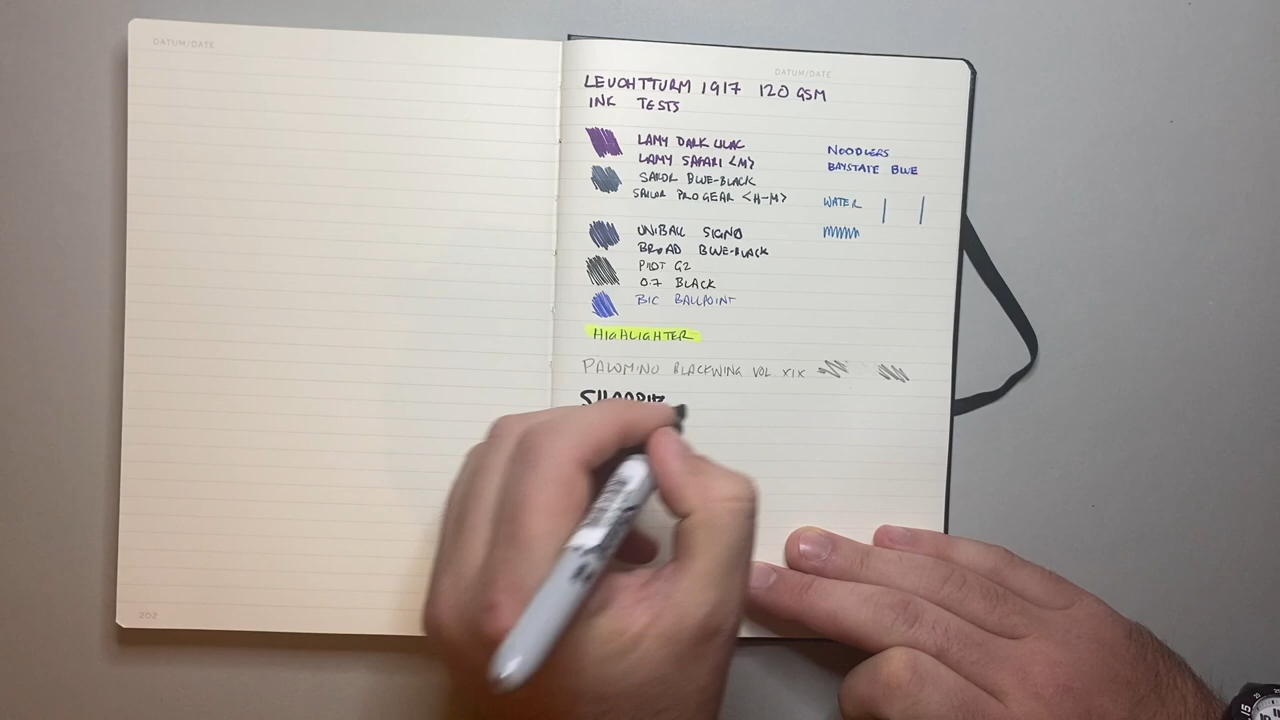 DATUM/DATE
202
DATUM/DATE
LEUCHTTURM 1917 120 GSM
INK TESTS
LAMY DARK LILAC
LAMY SAFARI <M>
SAILOR BLUE-BLACK
SAILOR PRO GEAR <H-M>
UNIBALL SIGNO
BROAD BLUE-BLACK
PILOT G2
0.7 BLACK
BIC BALLPOINT
HIGHLIGHTER
PALOMINO BLACKWING VOL XIX
NOODLERS
BAYSTATE BLUE
WATER